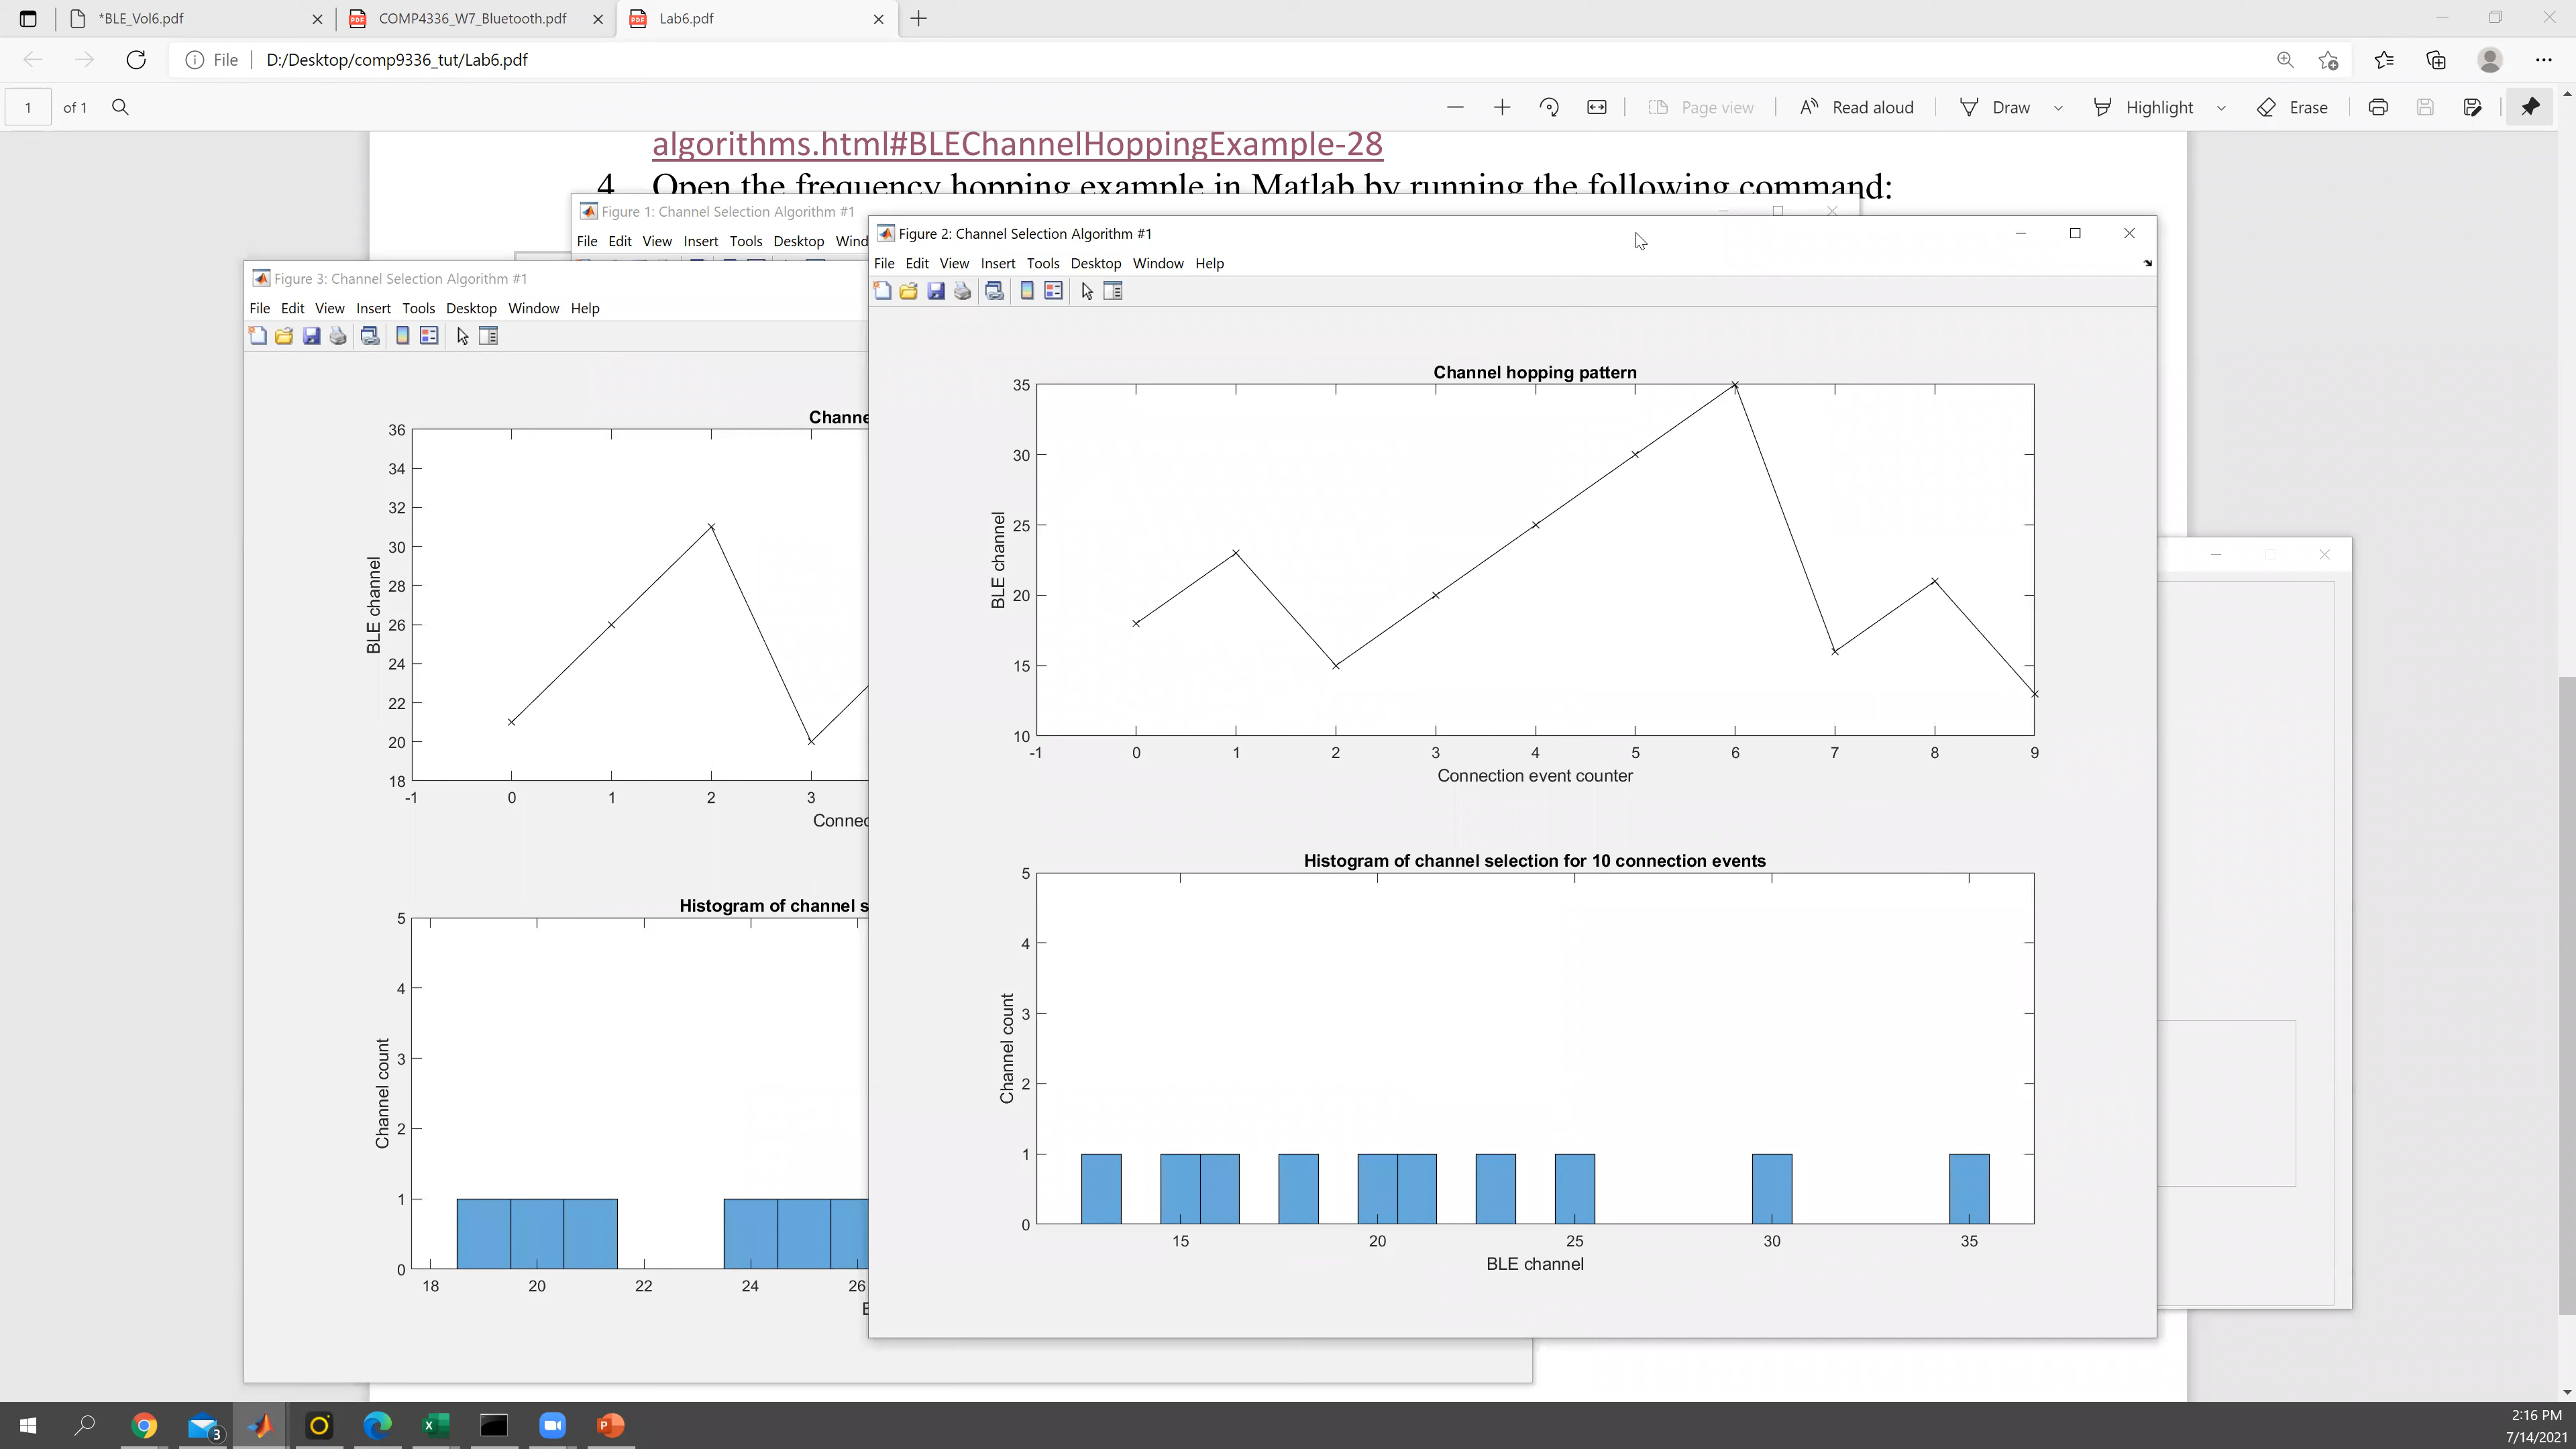 *BLE_Vol6.pdf
COMP4336_W7_Bluetooth.pdf
Lab6.pdf
File D:/Desktop/comp9336_tut/Lab6.pdf
1 of 1
Page view
Read aloud
Draw
Highlight
Erase
algorithms.html#BLEChannelHoppingExample-28
4. Open the frequency hopping example in Matlab by running the following command:
Figure 1: Channel Selection Algorithm #1
File Edit View Insert Tools Desktop Wind
Figure 2: Channel Selection Algorithm #1
File Edit View Insert Tools Desktop Window Help
Channel hopping pattern
35
30
25
20
15
10
BLE channel
-1 0 1 2 3 4 5 6 7 8 9
Connection event counter
Histogram of channel selection for 10 connection events
5
4
3
2
1
0
Channel count
15 20 25 30 35
BLE channel
Figure 3: Channel Selection Algorithm #1
File Edit View Insert Tools Desktop Window Help
Channe
36
34
32
30
28
26
24
22
20
18
BLE channel
-1 0 1 2 3
Connec
Histogram of channel s
5
4
3
2
1
0
Channel count
18 20 22 24 26
3
2:16 PM
7/14/2021